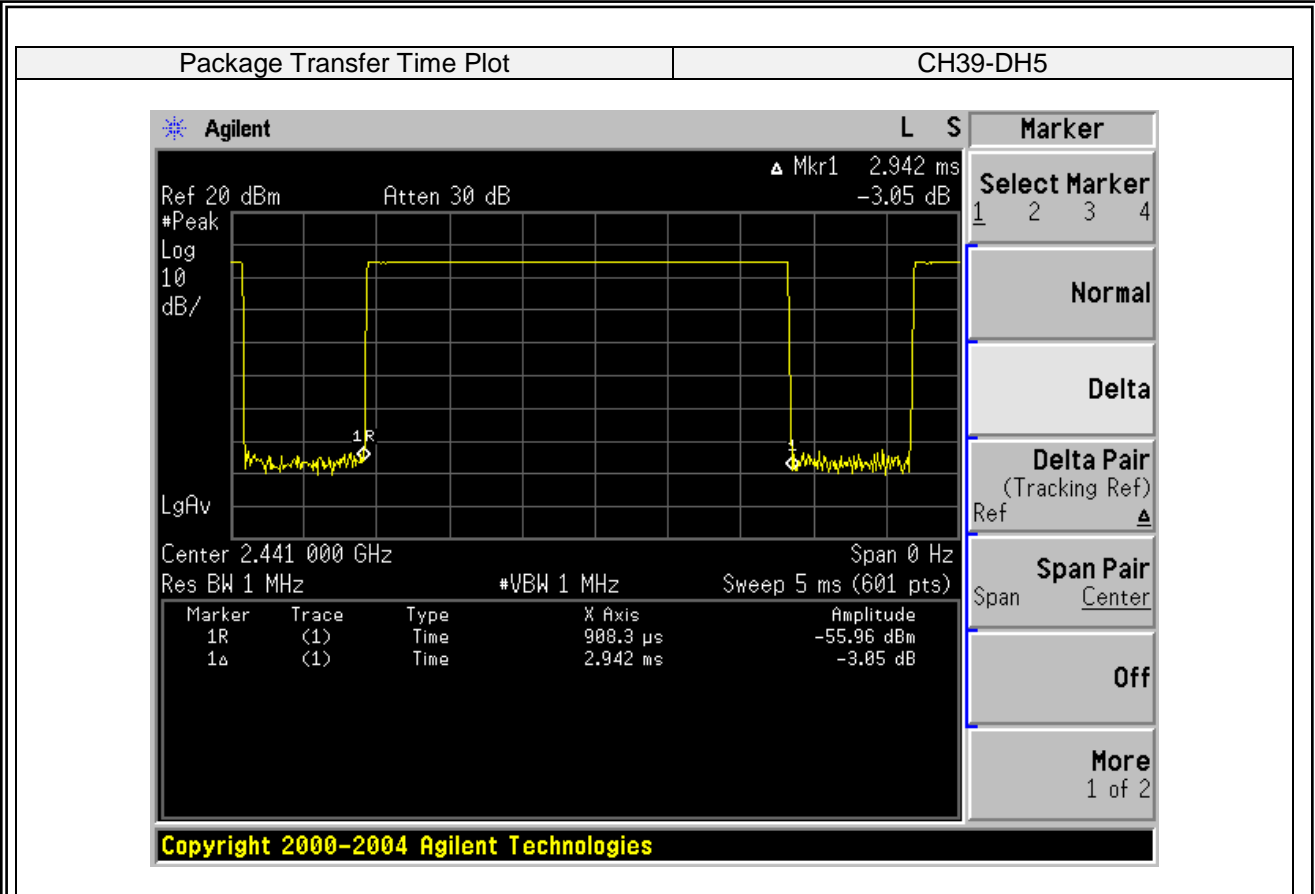 Package Transfer Time Plot CH39-DH5
Agilent L S Marker
Δ Mkr1 2.942 ms
Ref 20 dBm Atten 30 dB -3.05 dB
Select Marker
1 2 3 4
#Peak
Log
10
dB/
Normal
Delta
1R
1
Delta Pair
(Tracking Ref)
Ref Δ
LgAv
Center 2.441 000 GHz Span 0 Hz
Res BW 1 MHz #VBW 1 MHz Sweep 5 ms (601 pts)
Span Pair
Span Center
Marker Trace Type X Axis Amplitude
1R (1) Time 908.3 µs -55.96 dBm
1Δ (1) Time 2.942 ms -3.05 dB
Off
More
1 of 2
Copyright 2000-2004 Agilent Technologies